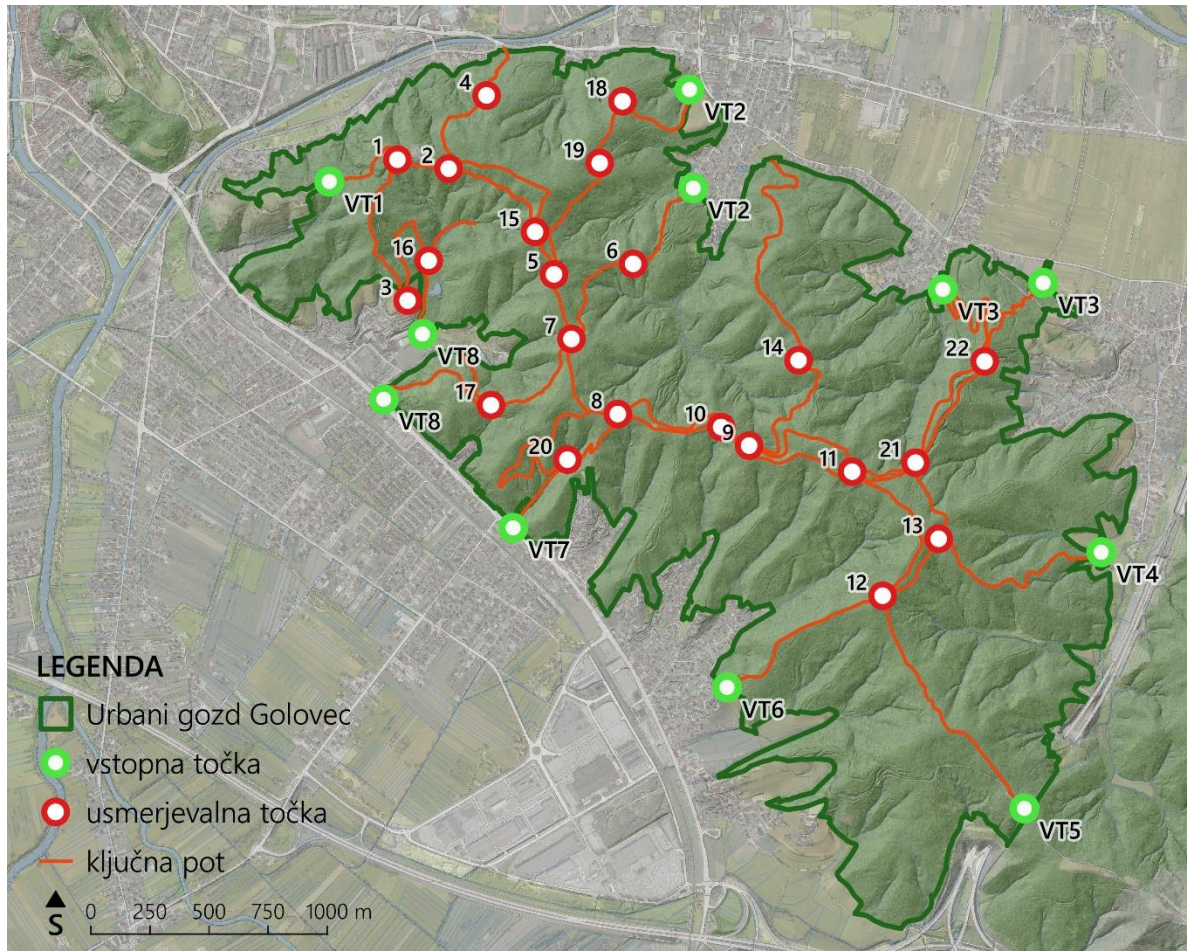 4
18
VT2
1
2
19
VT1
VT2
15
16
6
5
3
VT3
VT3
7
VT8
14
22
17
VT8
8
10
9
20
11
21
13
VT7
VT4
12
LEGENDA
VT6
Urbani gozd Golovec
vstopna točka
usmerjevalna točka
VT5
ključna pot
S
0 250 500 750 1000 m